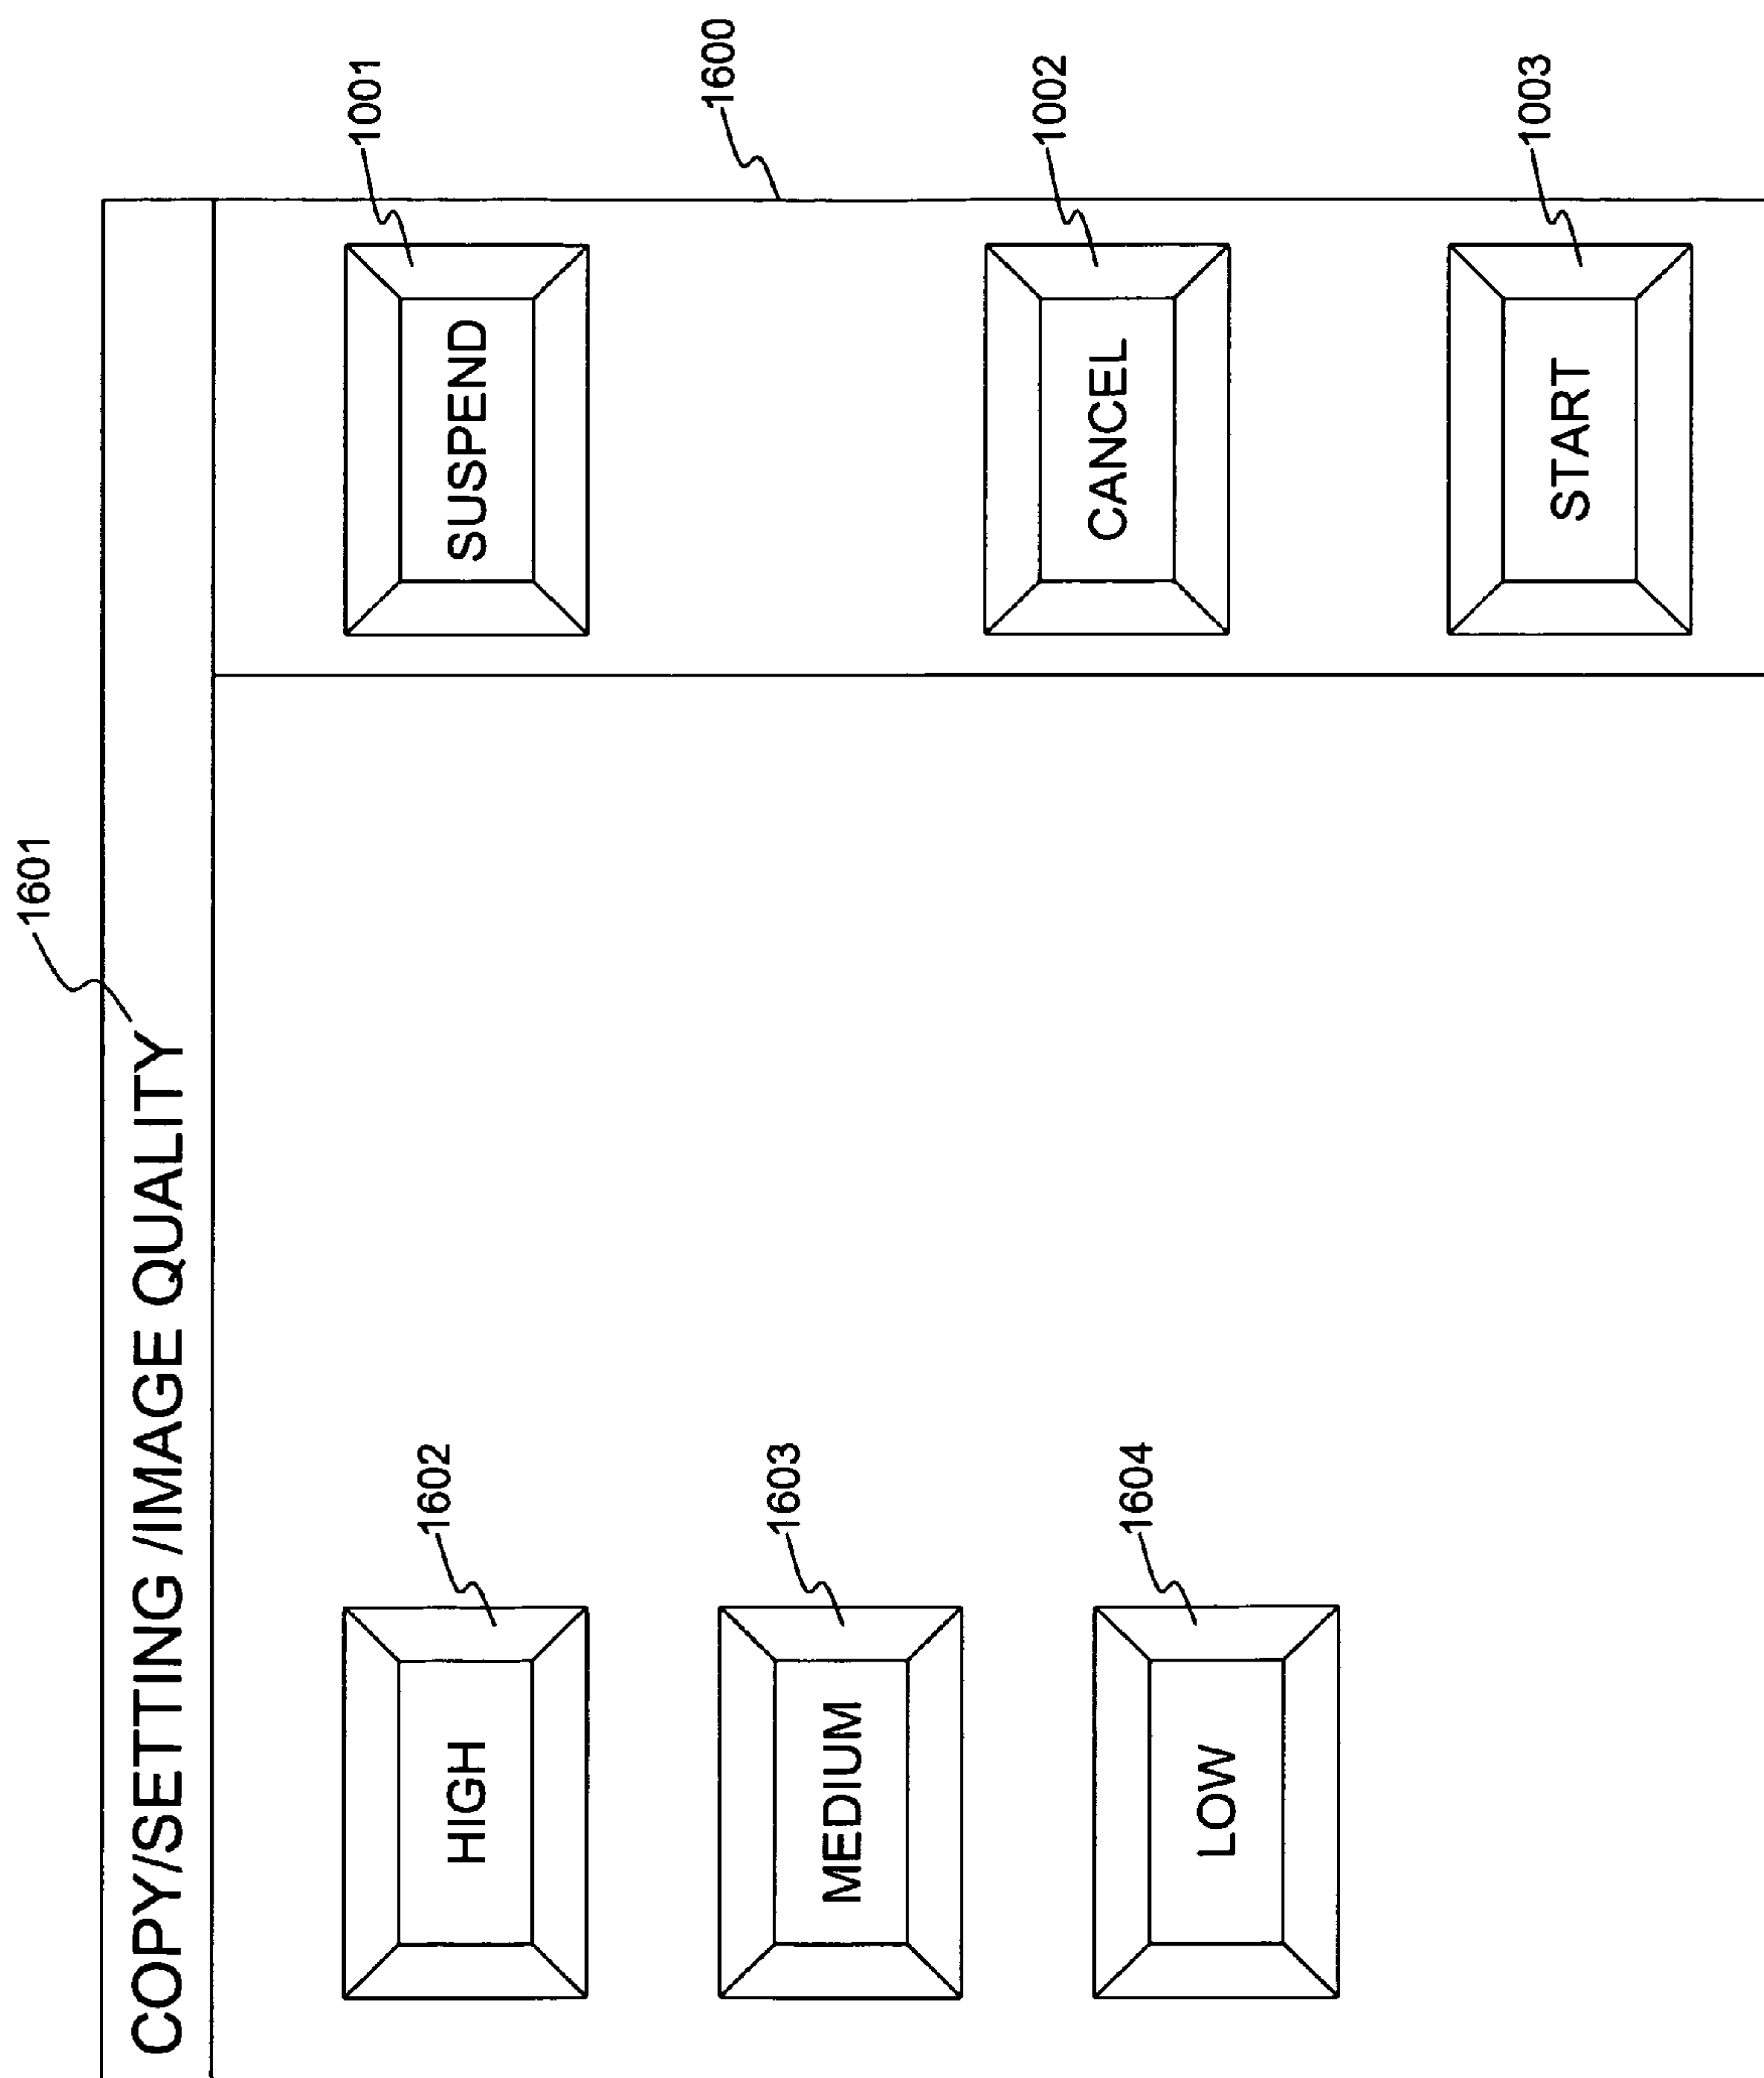 1601
COPY/SETTING /IMAGE QUALITY
1001
SUSPEND
1600
1002
CANCEL
1003
START
1602
HIGH
1603
MEDIUM
1604
LOW